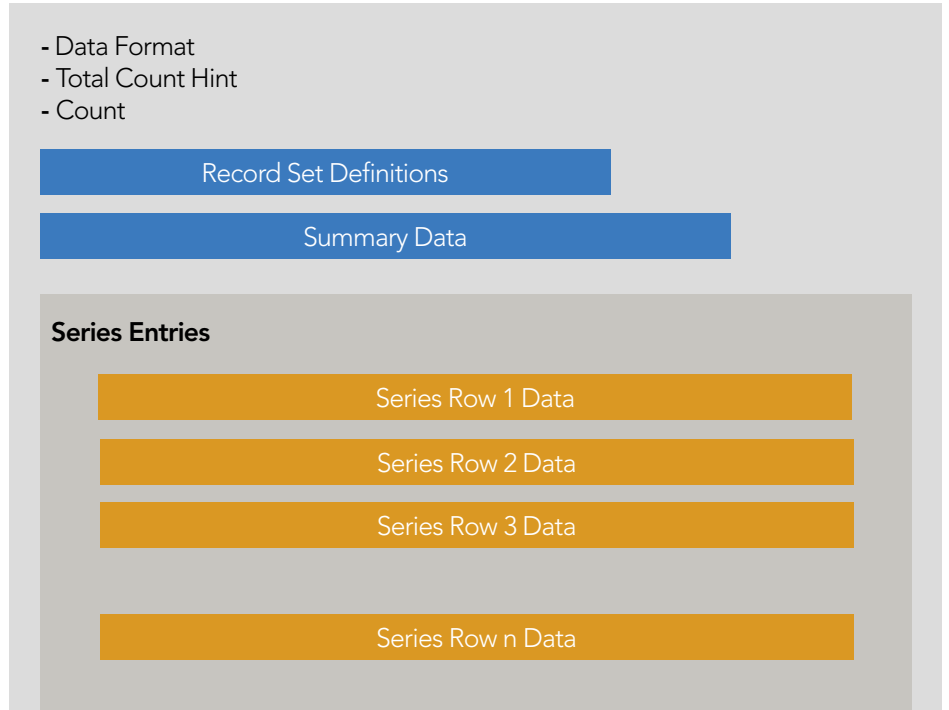 - Data Format
- Total Count Hint
- Count
Record Set Definitions
Summary Data
Series Entries
Series Row 1 Data
Series Row 2 Data
Series Row 3 Data
Series Row n Data